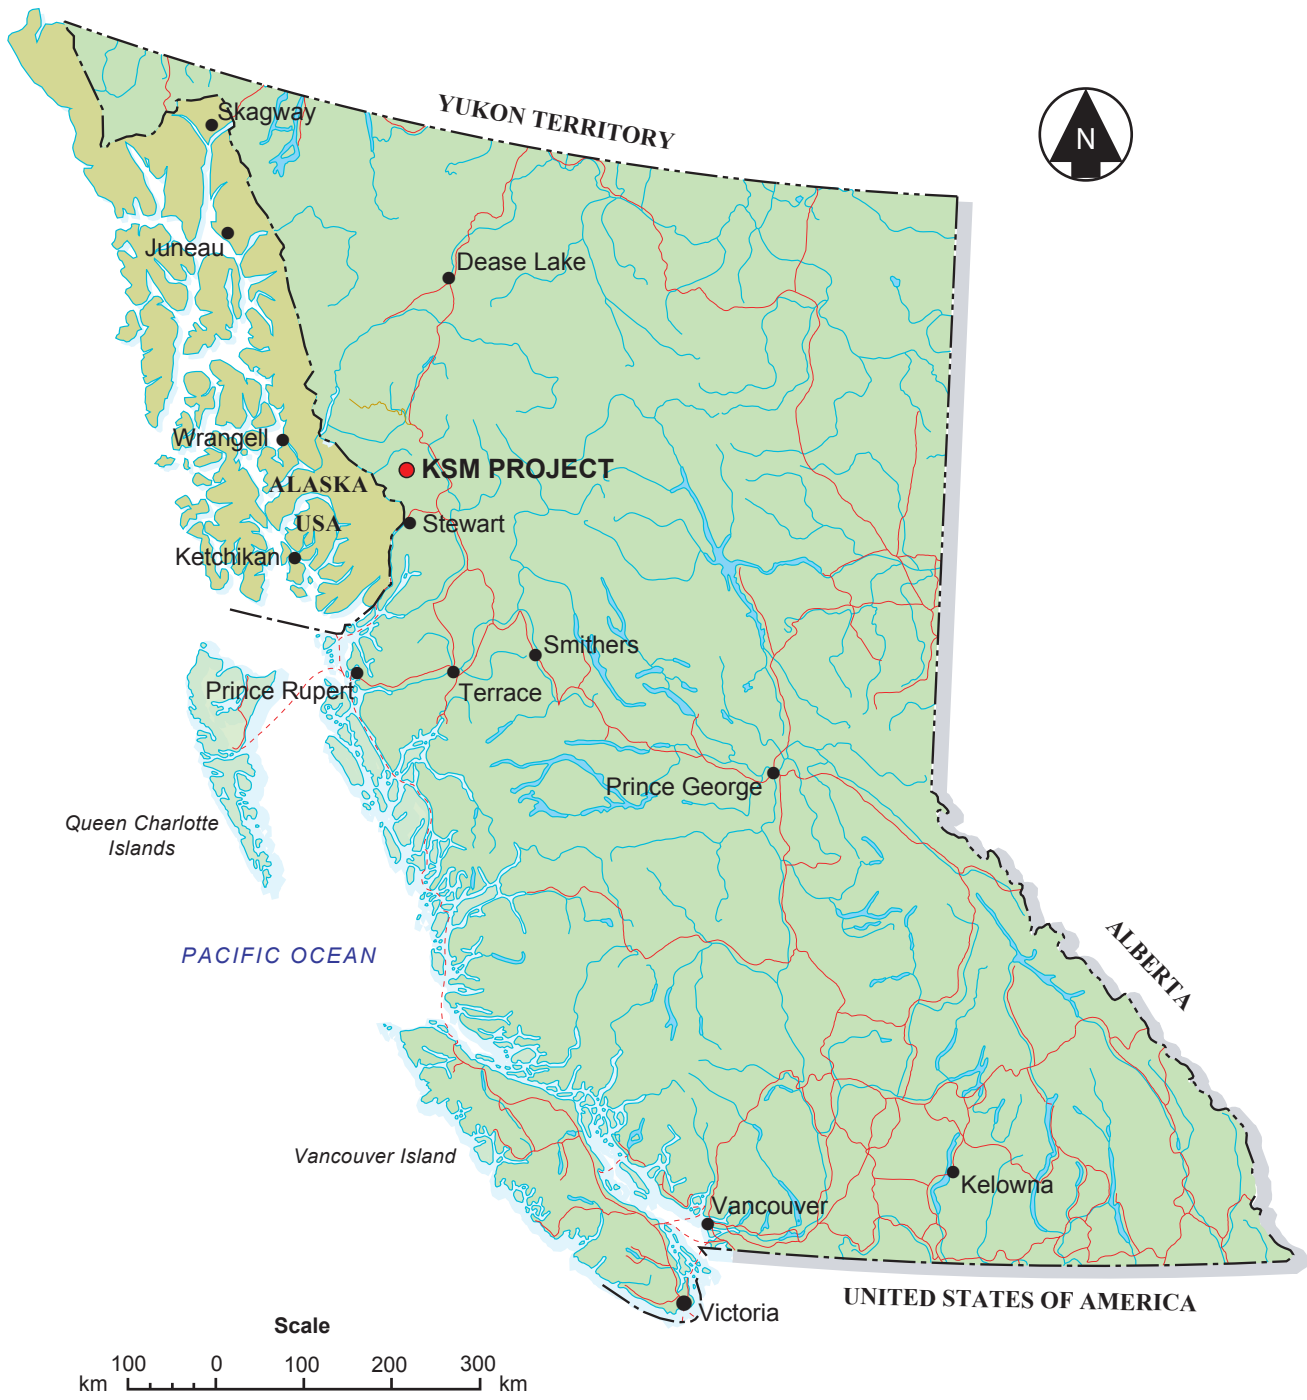 YUKON TERRITORY
N
Skagway
Juneau
Dease Lake
Wrangell
KSM PROJECT
ALASKA
USA
Stewart
Ketchikan
Smithers
Prince Rupert
Terrace
Prince George
Queen Charlotte
Islands
ALBERTA
PACIFIC OCEAN
Vancouver Island
Kelowna
Vancouver
UNITED STATES OF AMERICA
Victoria
Scale
100 0 100 200 300
km km